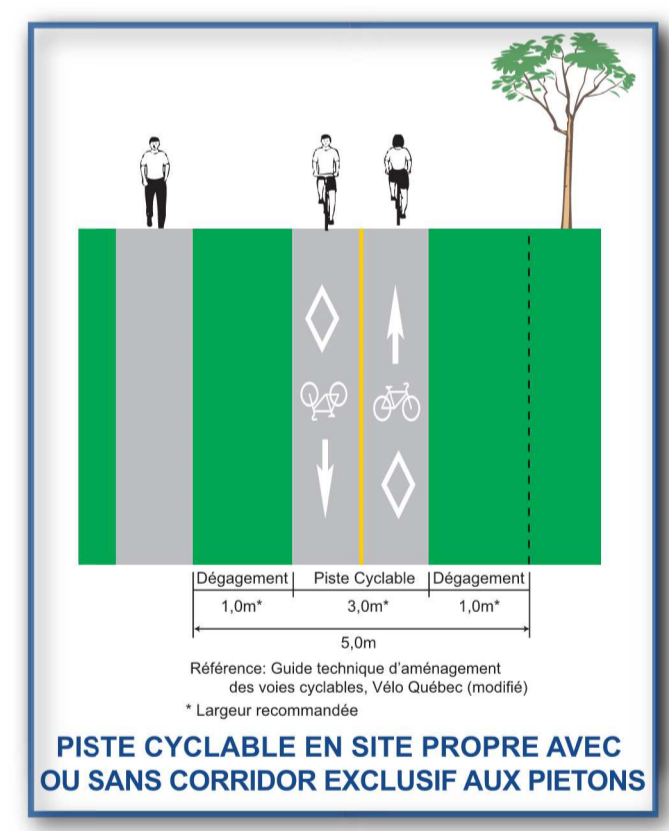 Dégagement Piste Cyclable Dégagement
1,0m* 3,0m* 1,0m*
5,0m
Référence: Guide technique d'aménagement
des voies cyclables, Vélo Québec (modifié)
* Largeur recommandée
PISTE CYCLABLE EN SITE PROPRE AVEC
OU SANS CORRIDOR EXCLUSIF AUX PIETONS